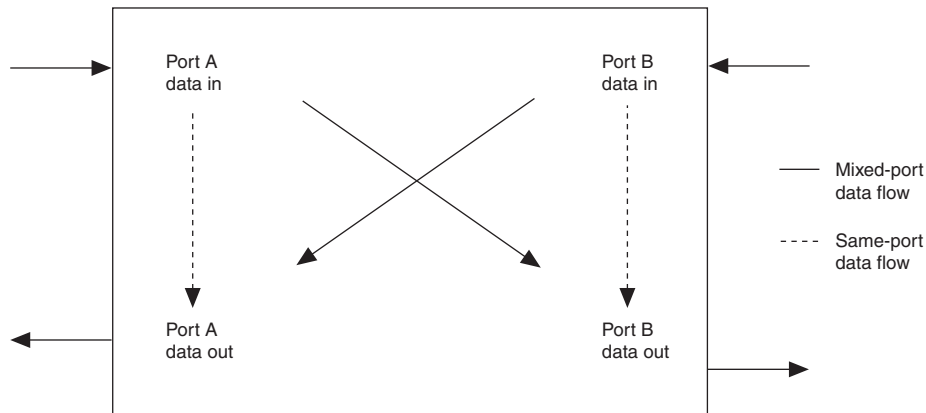 Port A
data in
Port B
data in
Mixed-port
data flow
Same-port
data flow
Port A
data out
Port B
data out